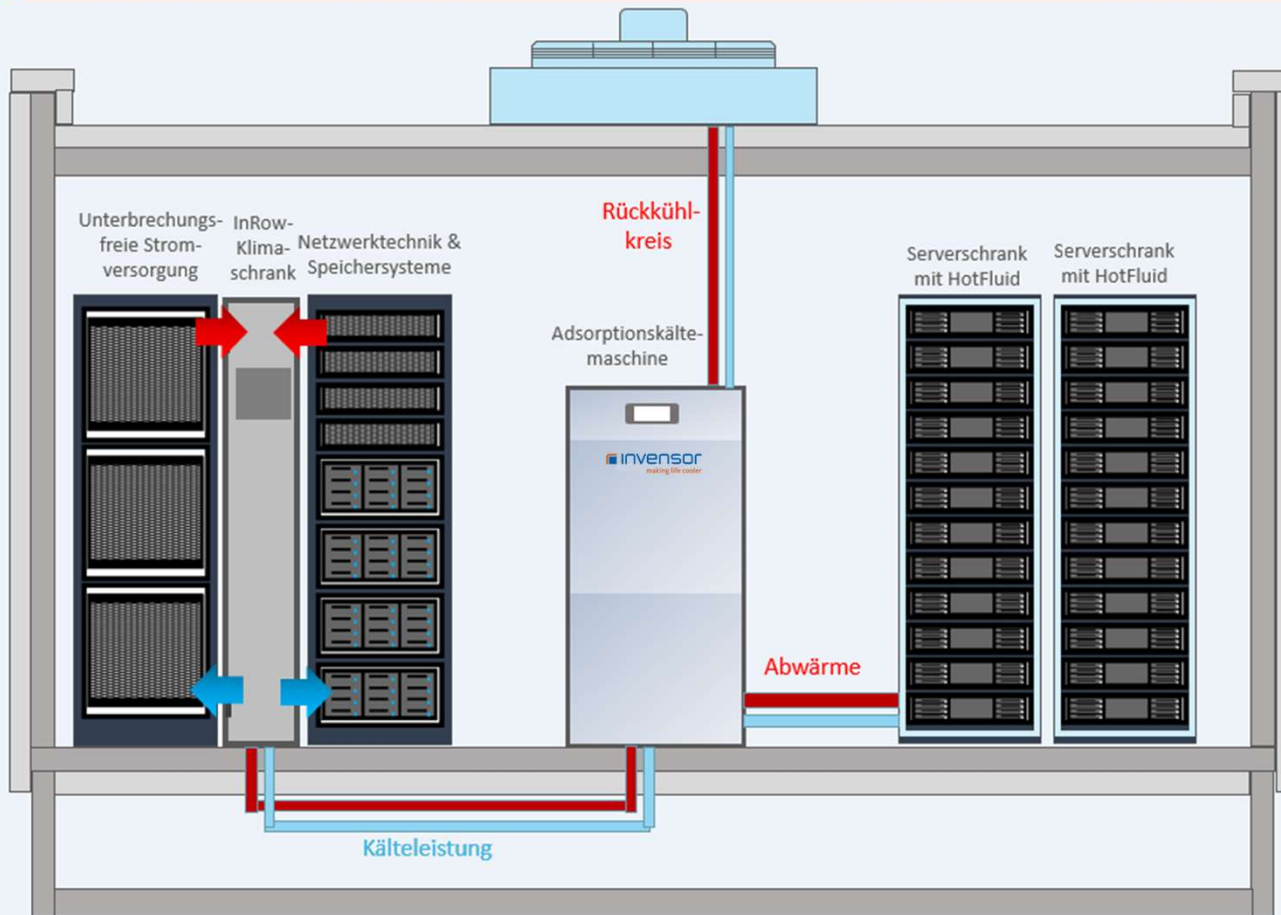 Rückkühl-
kreis
Unterbrechungs-
freie Strom-
versorgung
InRow-
Klima-
schrank
Netzwerktechnik &
Speichersysteme
Serverschrank
mit HotFluid
Serverschrank
mit HotFluid
Adsorptionskälte-
maschine
invensor
making life cooler
Abwärme
Kälteleistung